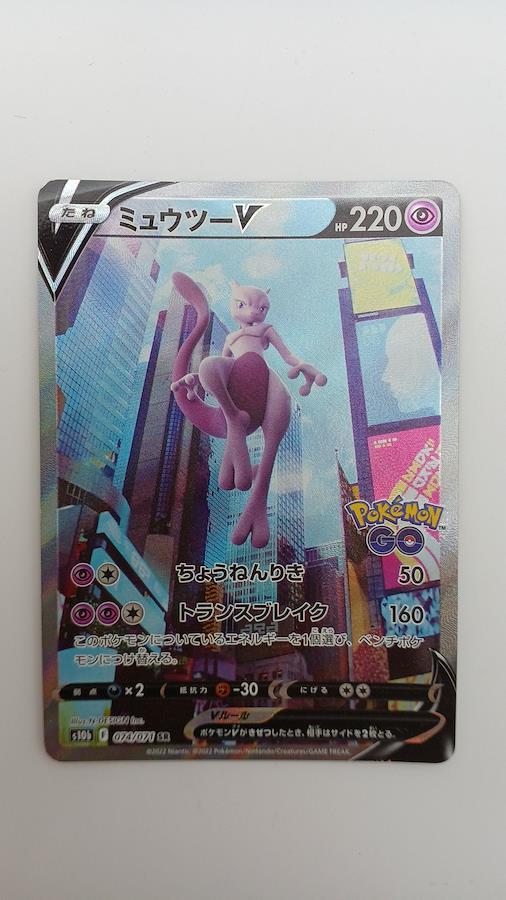 たね
ミュウツーV
HP 220
Pokémon
GO
ちょうねんりき 50
トランスブレイク 160
このポケモンについているエネルギーを1個選び、ベンチポケ
モンにつけ替える。
弱点 ×2 抵抗力 -30 にげる
Illus. N-DESIGN Inc.
Vルール
ポケモンVがきぜつしたとき、相手はサイドを2枚とる。
s10b F 074/071 SR
©2022 Niantic, ©2022 Pokémon/Nintendo/Creatures/GAME FREAK.